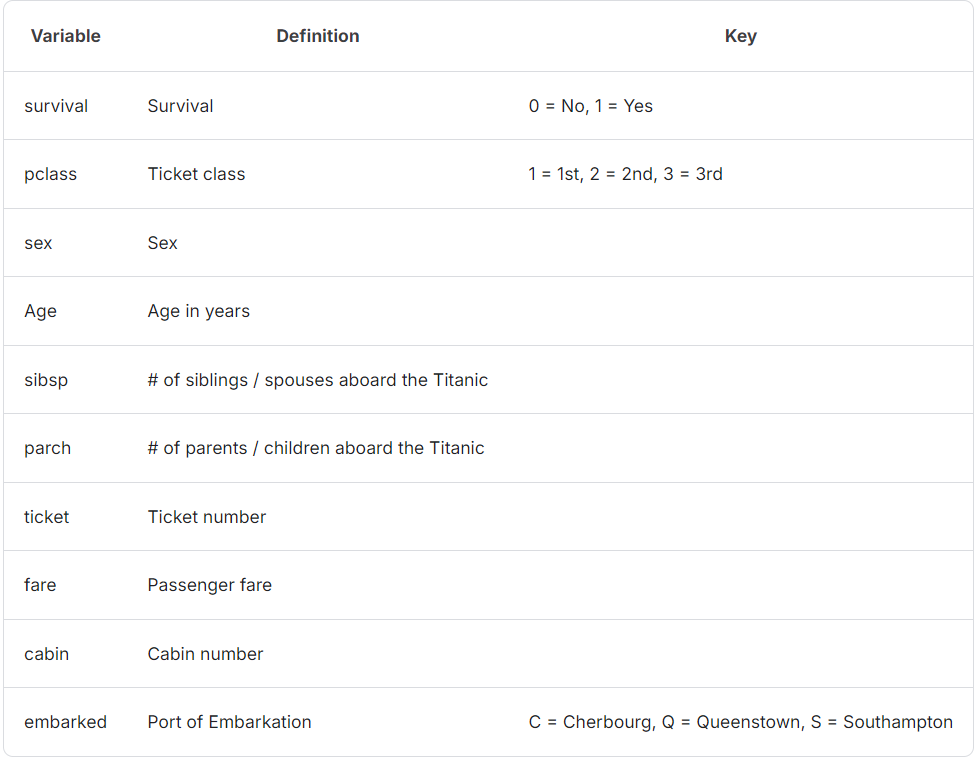 Variable Definition Key
survival Survival 0 = No, 1 = Yes
pclass Ticket class 1 = 1st, 2 = 2nd, 3 = 3rd
sex Sex
Age Age in years
sibsp # of siblings / spouses aboard the Titanic
parch # of parents / children aboard the Titanic
ticket Ticket number
fare Passenger fare
cabin Cabin number
embarked Port of Embarkation C = Cherbourg, Q = Queenstown, S = Southampton